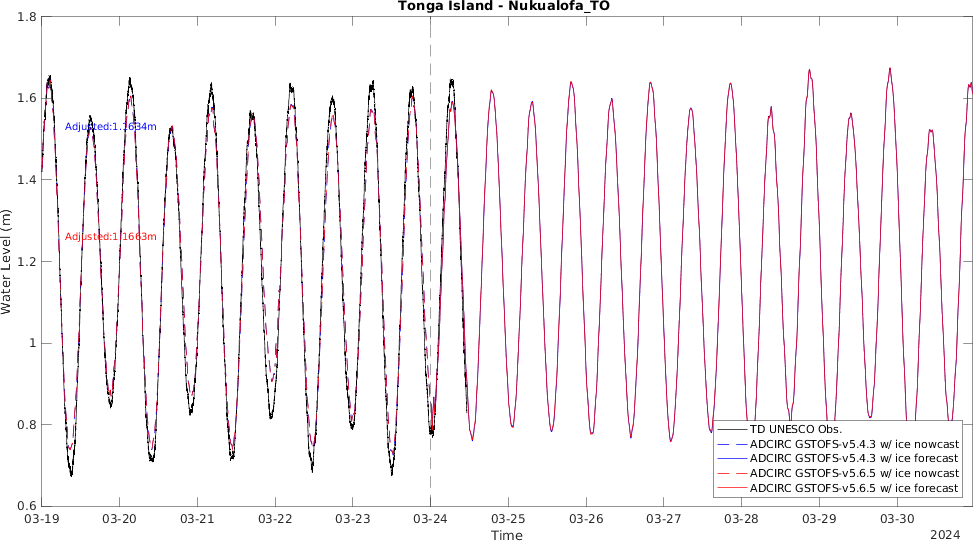 Tonga Island - Nukualofa_TO
1.8
1.6
1.4
1.2
1
0.8
0.6
Water Level (m)
Adjusted:1.1634m
Adjusted:1.1663m
TD UNESCO Obs.
ADCIRC GSTOFS-v5.4.3 w/ ice nowcast
ADCIRC GSTOFS-v5.4.3 w/ ice forecast
ADCIRC GSTOFS-v5.6.5 w/ ice nowcast
ADCIRC GSTOFS-v5.6.5 w/ ice forecast
03-19 03-20 03-21 03-22 03-23 03-24 03-25 03-26 03-27 03-28 03-29 03-30
Time
2024